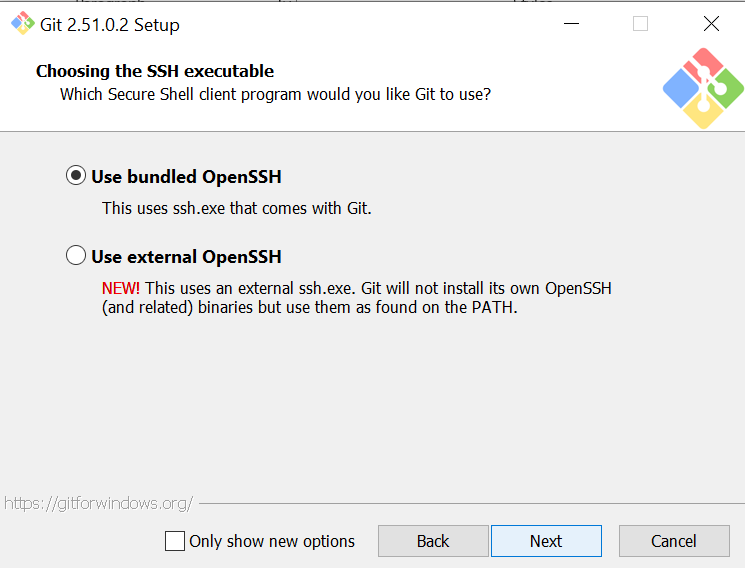 Git 2.51.0.2 Setup
Choosing the SSH executable
Which Secure Shell client program would you like Git to use?
Use bundled OpenSSH
This uses ssh.exe that comes with Git.
Use external OpenSSH
NEW! This uses an external ssh.exe. Git will not install its own OpenSSH
(and related) binaries but use them as found on the PATH.
https://gitforwindows.org/
Only show new options
Back
Next
Cancel